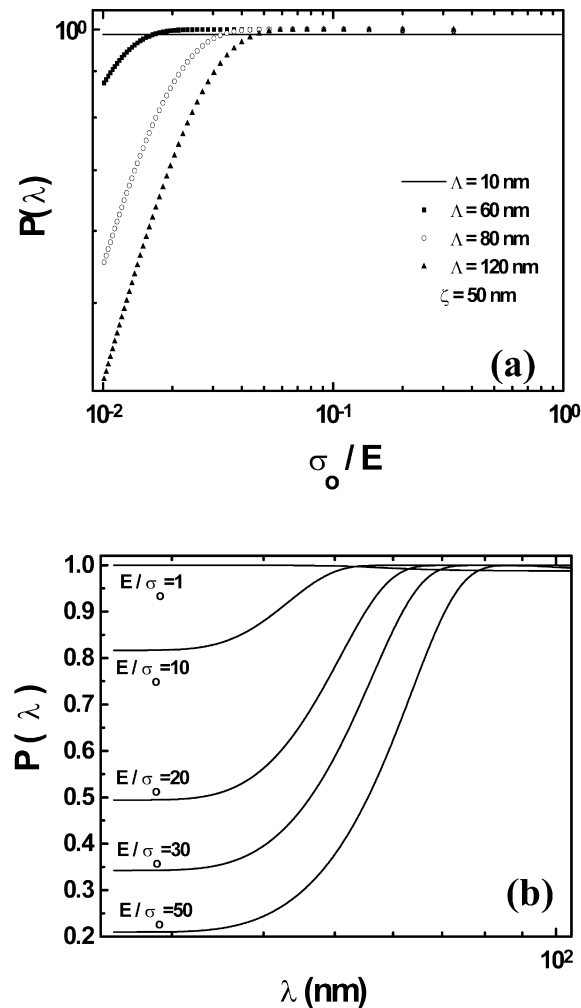 10⁰
P(λ)
Λ = 10 nm
Λ = 60 nm
Λ = 80 nm
Λ = 120 nm
ζ = 50 nm
(a)
10⁻² 10⁻¹ 10⁰
σₒ / E
1.0
0.9
0.8
0.7
0.6
0.5
0.4
0.3
0.2
P ( λ )
E / σₒ=1
E / σₒ=10
E / σₒ=20
E / σₒ=30
E / σₒ=50
(b)
10²
λ (nm)